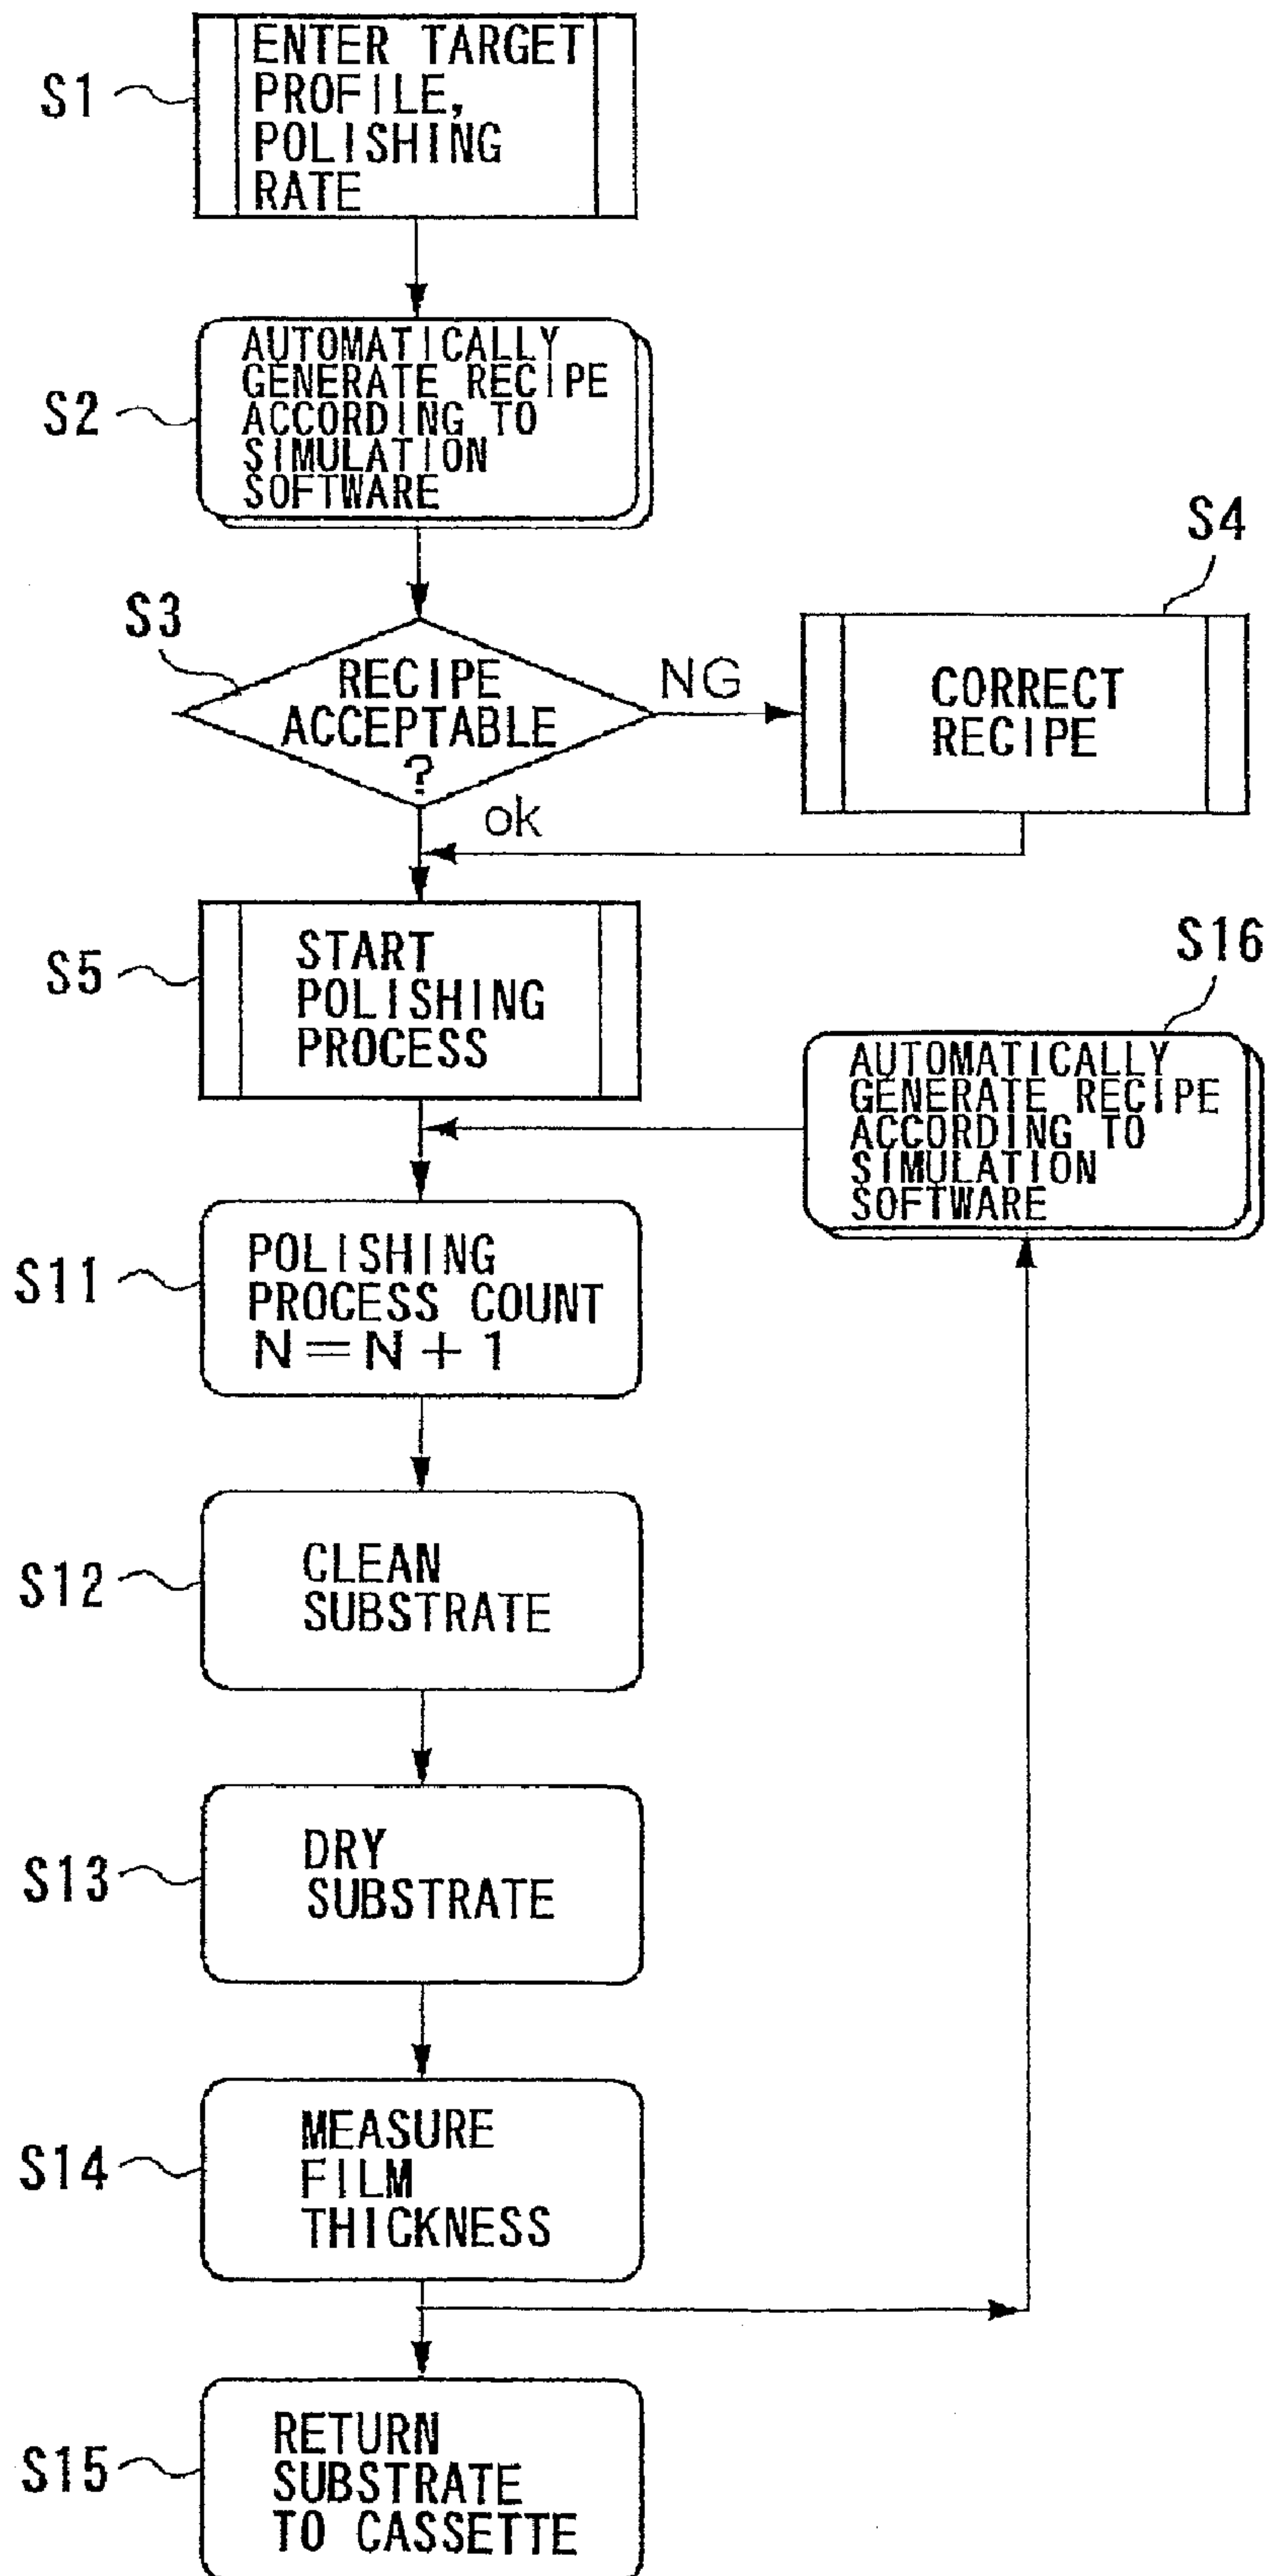 S1
ENTER TARGET
PROFILE,
POLISHING
RATE
S2
AUTOMATICALLY
GENERATE RECIPE
ACCORDING TO
SIMULATION
SOFTWARE
S3
RECIPE
ACCEPTABLE
?
NG
ok
S4
CORRECT
RECIPE
S5
START
POLISHING
PROCESS
S16
AUTOMATICALLY
GENERATE RECIPE
ACCORDING TO
SIMULATION
SOFTWARE
S11
POLISHING
PROCESS COUNT
N=N+1
S12
CLEAN
SUBSTRATE
S13
DRY
SUBSTRATE
S14
MEASURE
FILM
THICKNESS
S15
RETURN
SUBSTRATE
TO CASSETTE